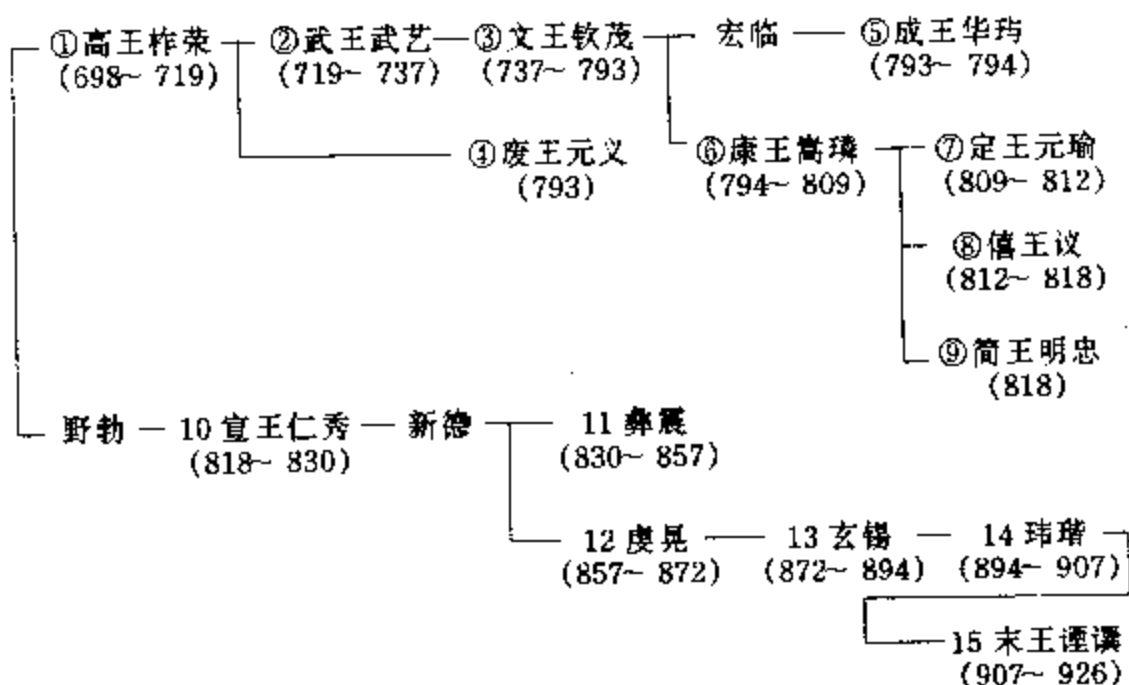 ①高王柞荣 ②武王武艺 ③文王钦茂 宏临 ⑤成王华玙
(698~ 719) (719~ 737) (737~ 793) (793~ 794)
④废王元义 ⑥康王嵩璘 ⑦定王元瑜
(793) (794~ 809) (809~ 812)
⑧僖王议
(812~ 818)
⑨简王明忠
(818)
野勃 10 宣王仁秀 新德 11 彝震
(818~ 830) (830~ 857)
12 虔晃 13 玄锡 14 玮瑎
(857~ 872) (872~ 894) (894~ 907)
15 末王諲譔
(907~ 926)